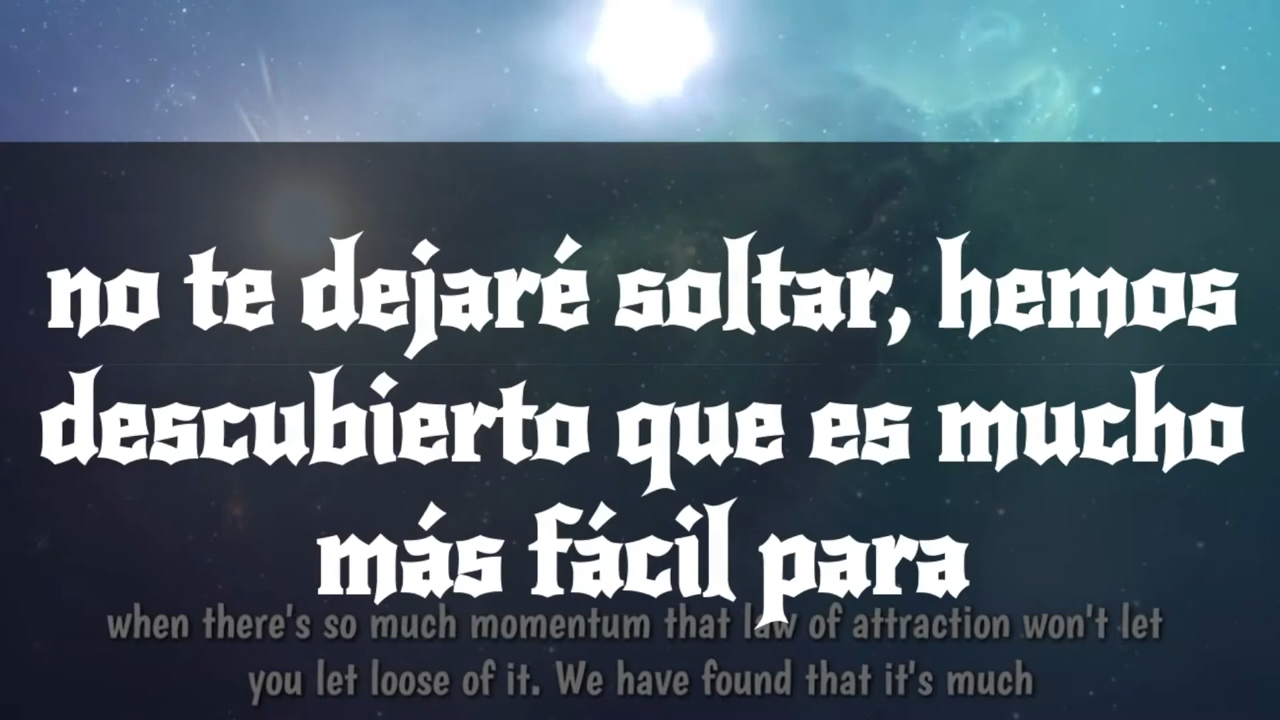 no te dejaré soltar, hemos
descubierto que es mucho
más fácil para
when there's so much momentum that law of attraction won't let
you let loose of it. We have found that it's much